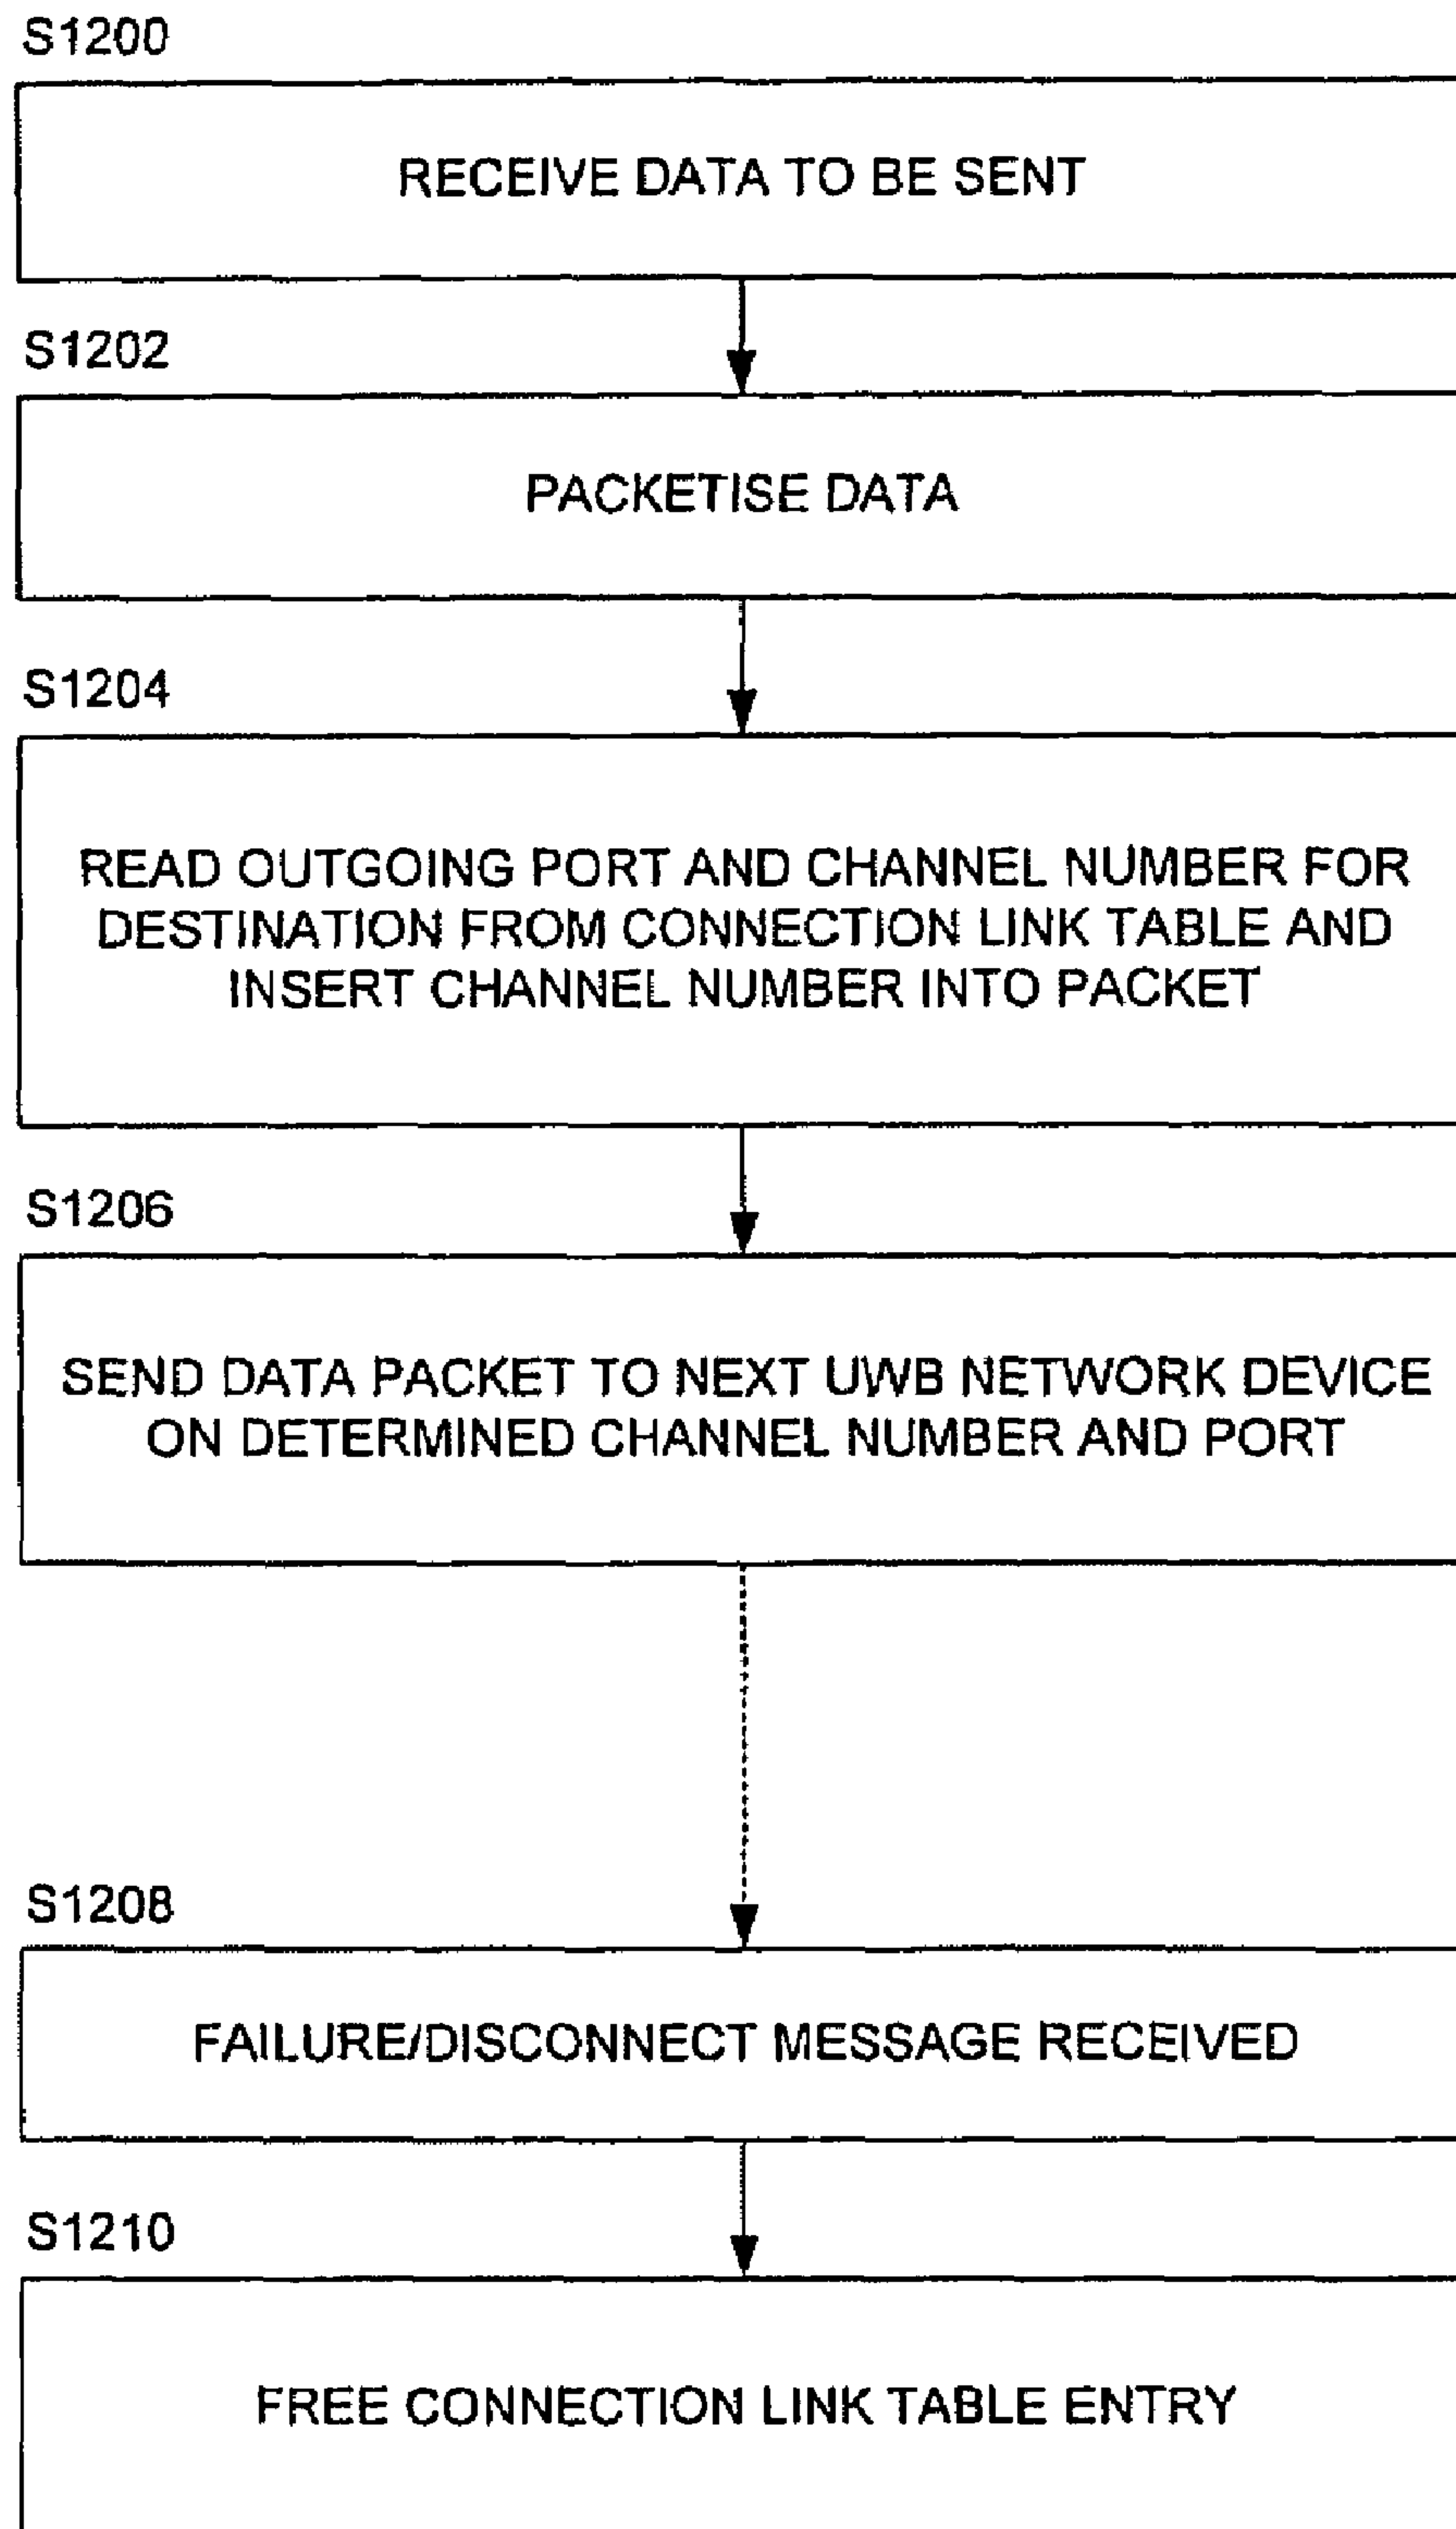 S1200
RECEIVE DATA TO BE SENT
S1202
PACKETISE DATA
S1204
READ OUTGOING PORT AND CHANNEL NUMBER FOR
DESTINATION FROM CONNECTION LINK TABLE AND
INSERT CHANNEL NUMBER INTO PACKET
S1206
SEND DATA PACKET TO NEXT UWB NETWORK DEVICE
ON DETERMINED CHANNEL NUMBER AND PORT
S1208
FAILURE/DISCONNECT MESSAGE RECEIVED
S1210
FREE CONNECTION LINK TABLE ENTRY